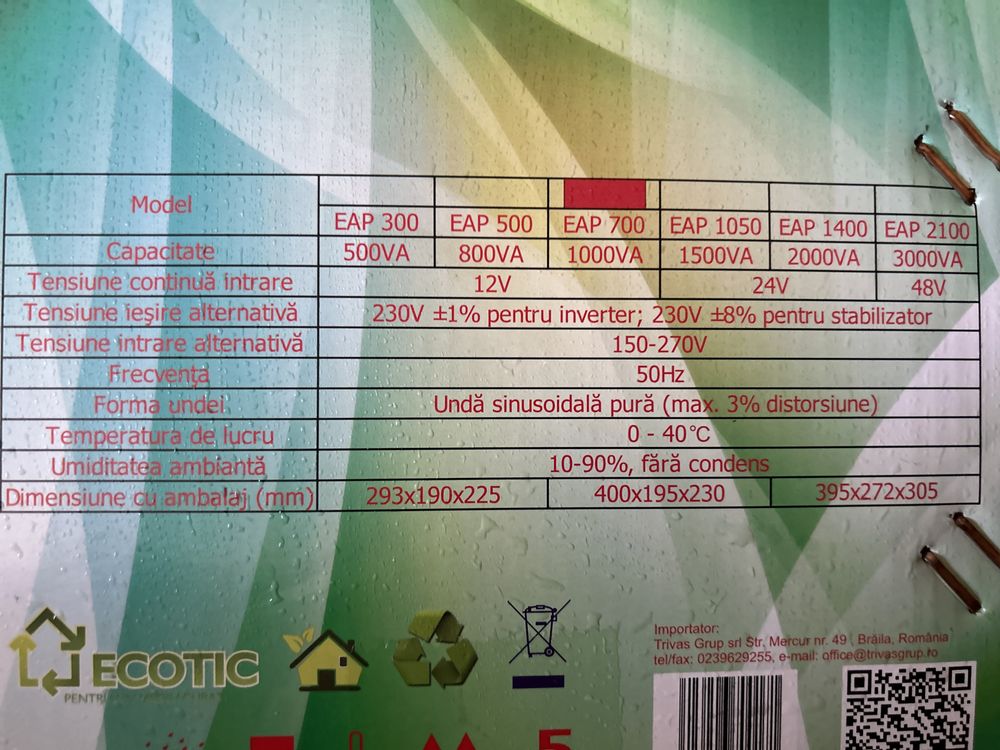 Model
EAP 300 EAP 500 EAP 700 EAP 1050 EAP 1400 EAP 2100
Capacitate 500VA 800VA 1000VA 1500VA 2000VA 3000VA
Tensiune continuă intrare 12V 24V 48V
Tensiune ieşire alternativă 230V ±1% pentru inverter; 230V ±8% pentru stabilizator
Tensiune intrare alternativă 150-270V
Frecvenţa 50Hz
Forma undei Undă sinusoidală pură (max. 3% distorsiune)
Temperatura de lucru 0 - 40°C
Umiditatea ambiantă 10-90%, fără condens
Dimensiune cu ambalaj (mm) 293x190x225 400x195x230 395x272x305
ECOTIC
Importator:
Trivas Grup srl Str. Mercur nr. 49 , Brăila, România
tel/fax: 0239629255, e-mail: office@trivasgrup.ro
5